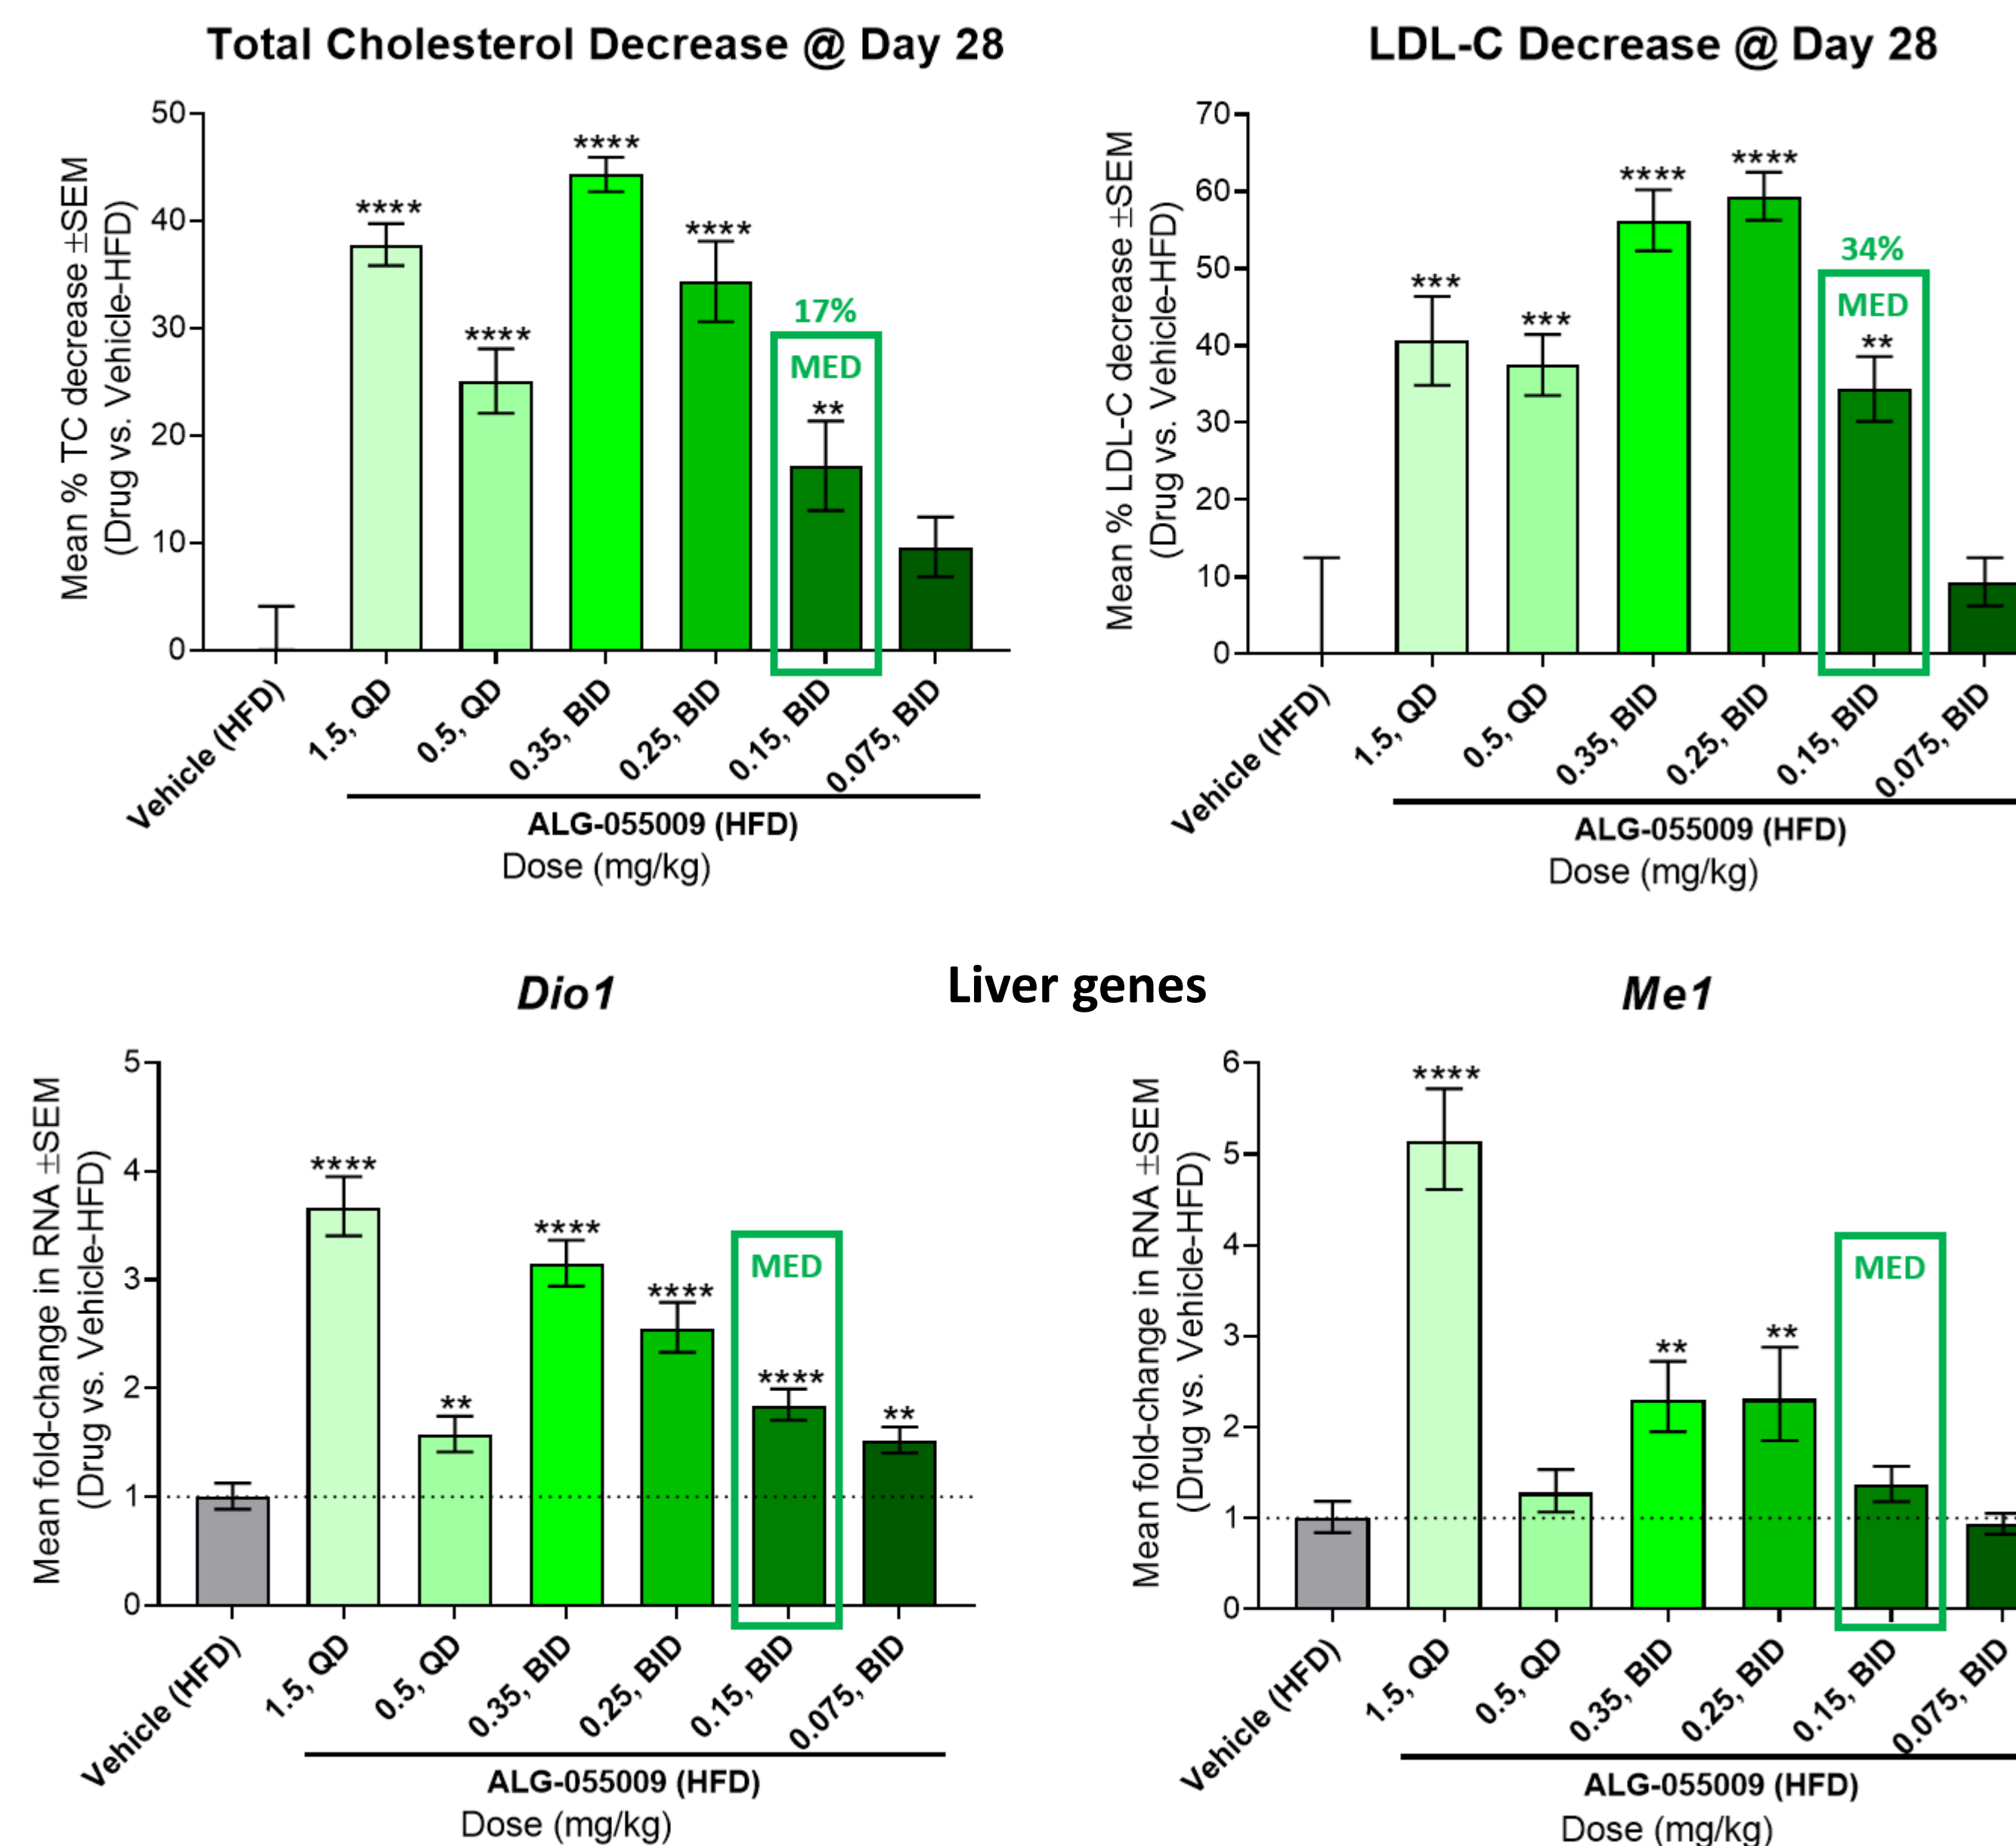 Total Cholesterol Decrease @ Day 28
Mean % TC decrease ±SEM
(Drug vs. Vehicle-HFD)
50
40
30
20
10
0
****
****
****
****
17%
MED
**
Vehicle (HFD)
1.5, QD
0.5, QD
0.35, BID
0.25, BID
0.15, BID
0.075, BID
ALG-055009 (HFD)
Dose (mg/kg)
LDL-C Decrease @ Day 28
Mean % LDL-C decrease ±SEM
(Drug vs. Vehicle-HFD)
70
60
50
40
30
20
10
0
***
***
****
****
34%
MED
**
Vehicle (HFD)
1.5, QD
0.5, QD
0.35, BID
0.25, BID
0.15, BID
0.075, BID
ALG-055009 (HFD)
Dose (mg/kg)
Liver genes
Dio1
Mean fold-change in RNA ±SEM
(Drug vs. Vehicle-HFD)
5
4
3
2
1
0
****
**
****
****
MED
****
**
Vehicle (HFD)
1.5, QD
0.5, QD
0.35, BID
0.25, BID
0.15, BID
0.075, BID
ALG-055009 (HFD)
Dose (mg/kg)
Me1
Mean fold-change in RNA ±SEM
(Drug vs. Vehicle-HFD)
6
5
4
3
2
1
0
****
**
**
MED
Vehicle (HFD)
1.5, QD
0.5, QD
0.35, BID
0.25, BID
0.15, BID
0.075, BID
ALG-055009 (HFD)
Dose (mg/kg)